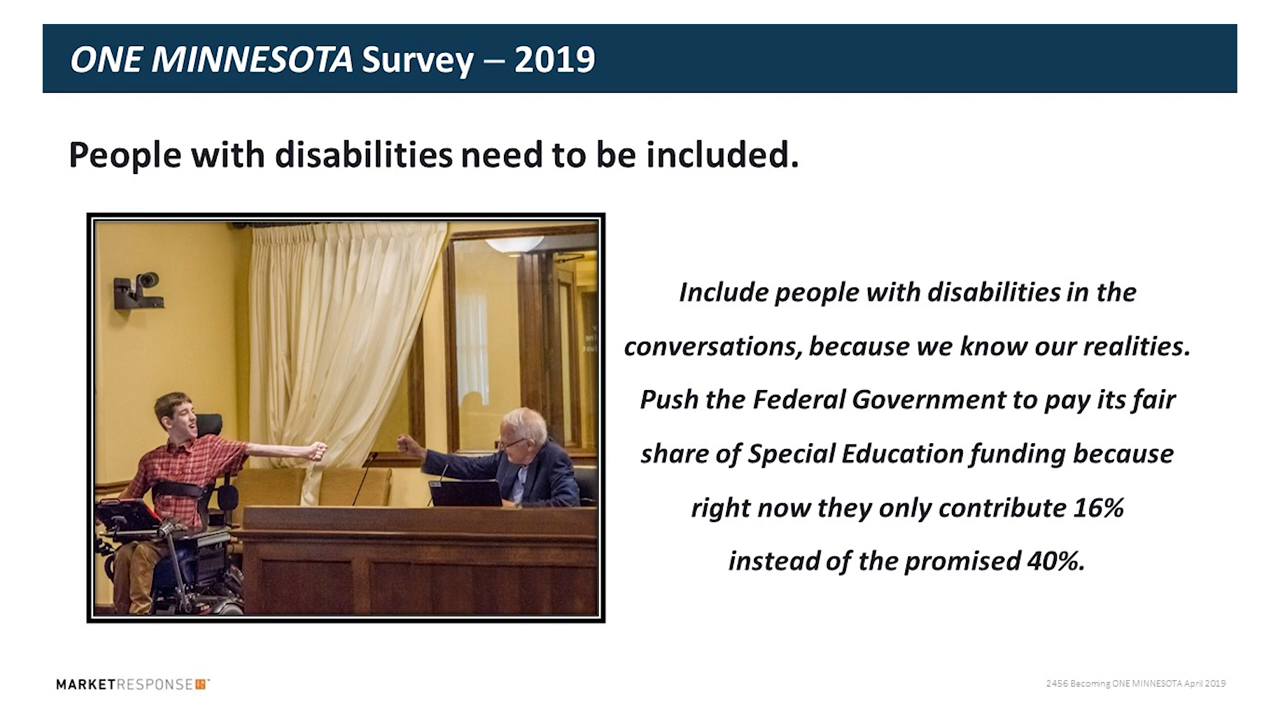 ONE MINNESOTA Survey – 2019
People with disabilities need to be included.
Include people with disabilities in the
conversations, because we know our realities.
Push the Federal Government to pay its fair
share of Special Education funding because
right now they only contribute 16%
instead of the promised 40%.
MARKETRESPONSE
2456 Becoming ONE MINNESOTA April 2019